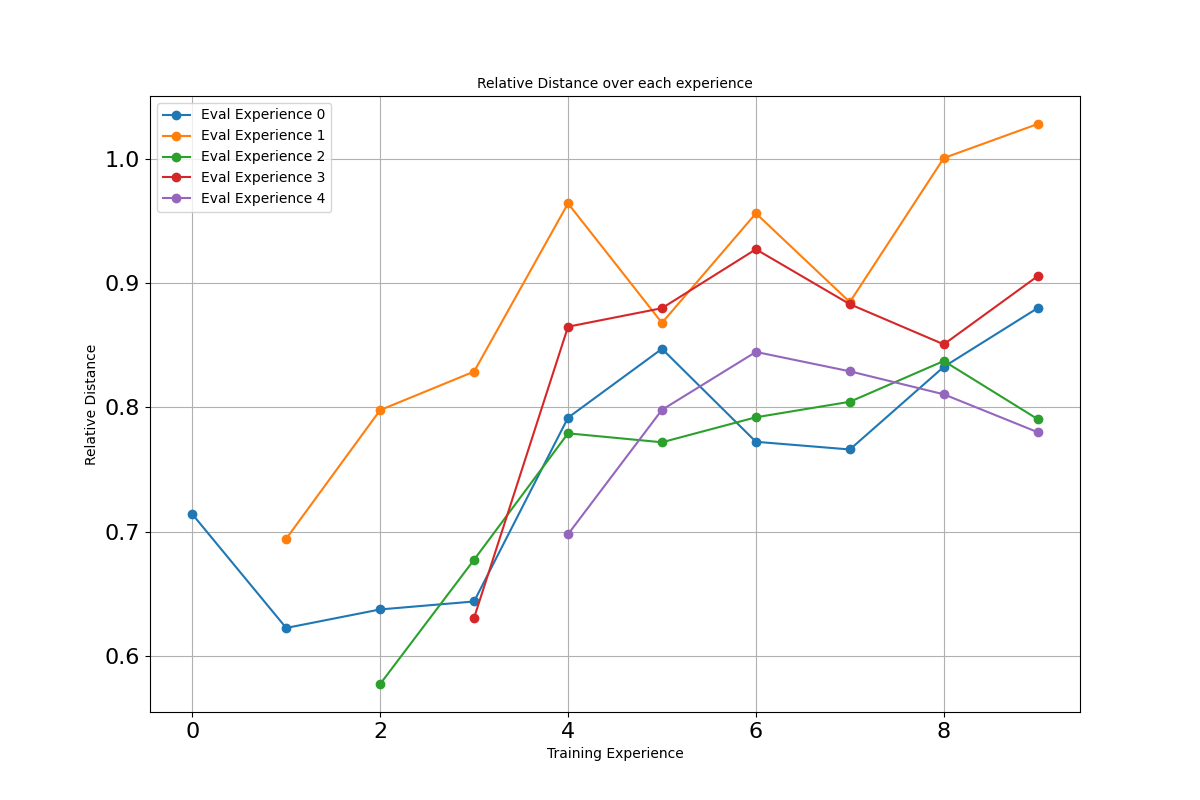 Relative Distance over each experience
Eval Experience 0
Eval Experience 1
Eval Experience 2
Eval Experience 3
Eval Experience 4
1.0
0.9
0.8
0.7
0.6
Relative Distance
0 2 4 6 8
Training Experience